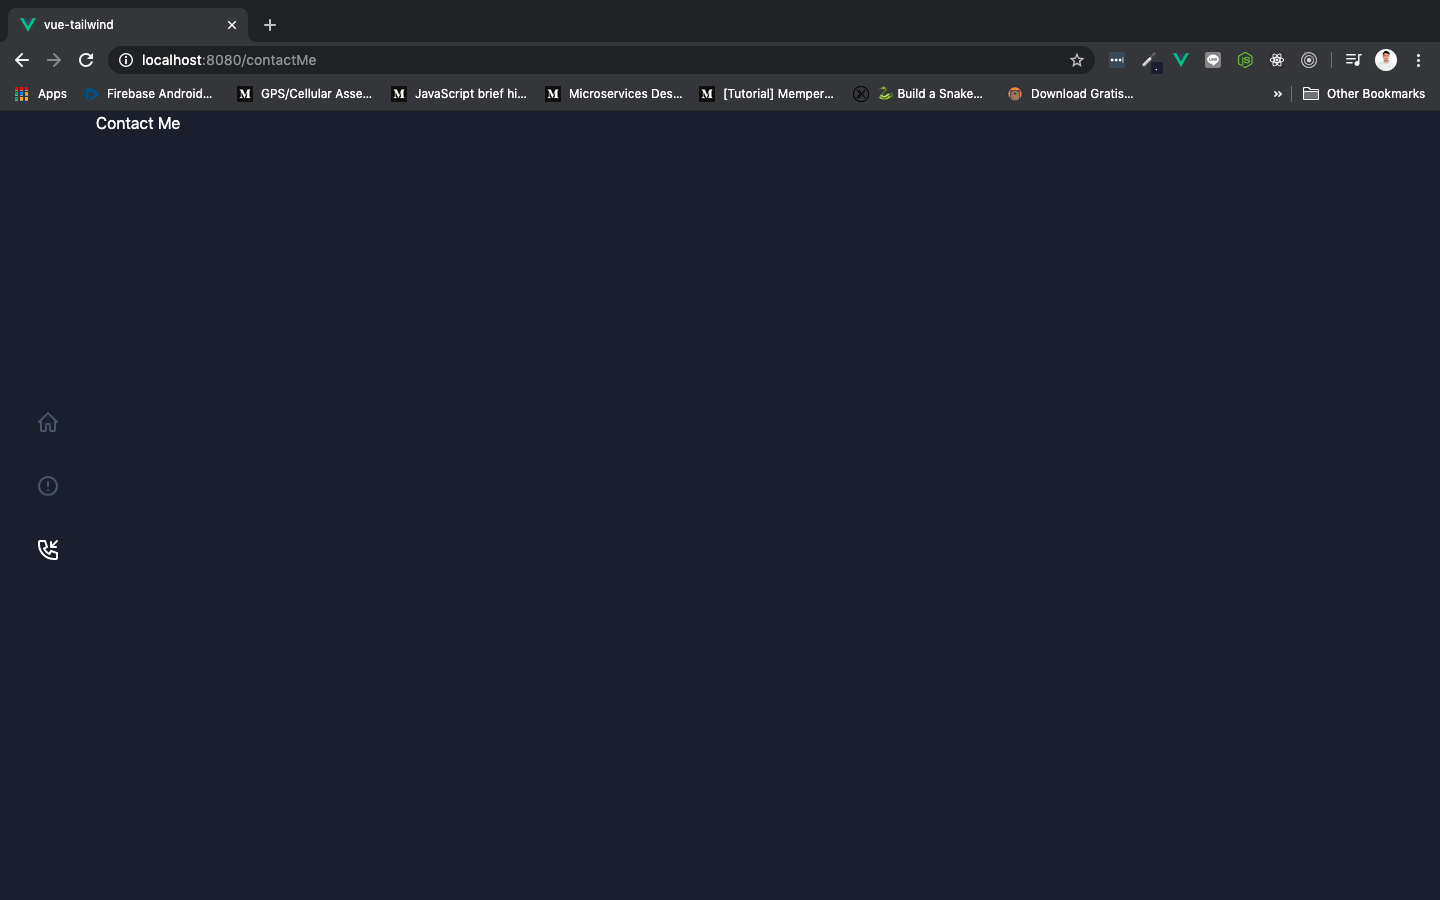 vue-tailwind
localhost:8080/contactMe
Apps
Firebase Android...
GPS/Cellular Asse...
JavaScript brief hi...
Microservices Des...
[Tutorial] Memper...
Build a Snake...
Download Gratis...
»
Other Bookmarks
Contact Me